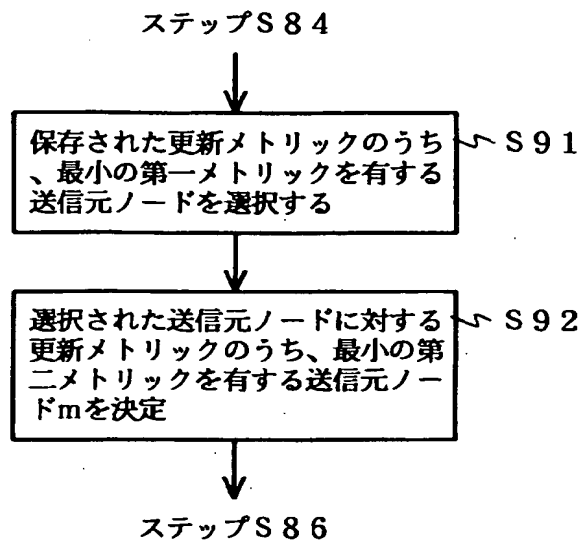 ステップＳ８４
保存された更新メトリックのうち
、最小の第一メトリックを有する
送信元ノードを選択する
Ｓ９１
選択された送信元ノードに対する
更新メトリックのうち、最小の第
二メトリックを有する送信元ノー
ドｍを決定
Ｓ９２
ステップＳ８６